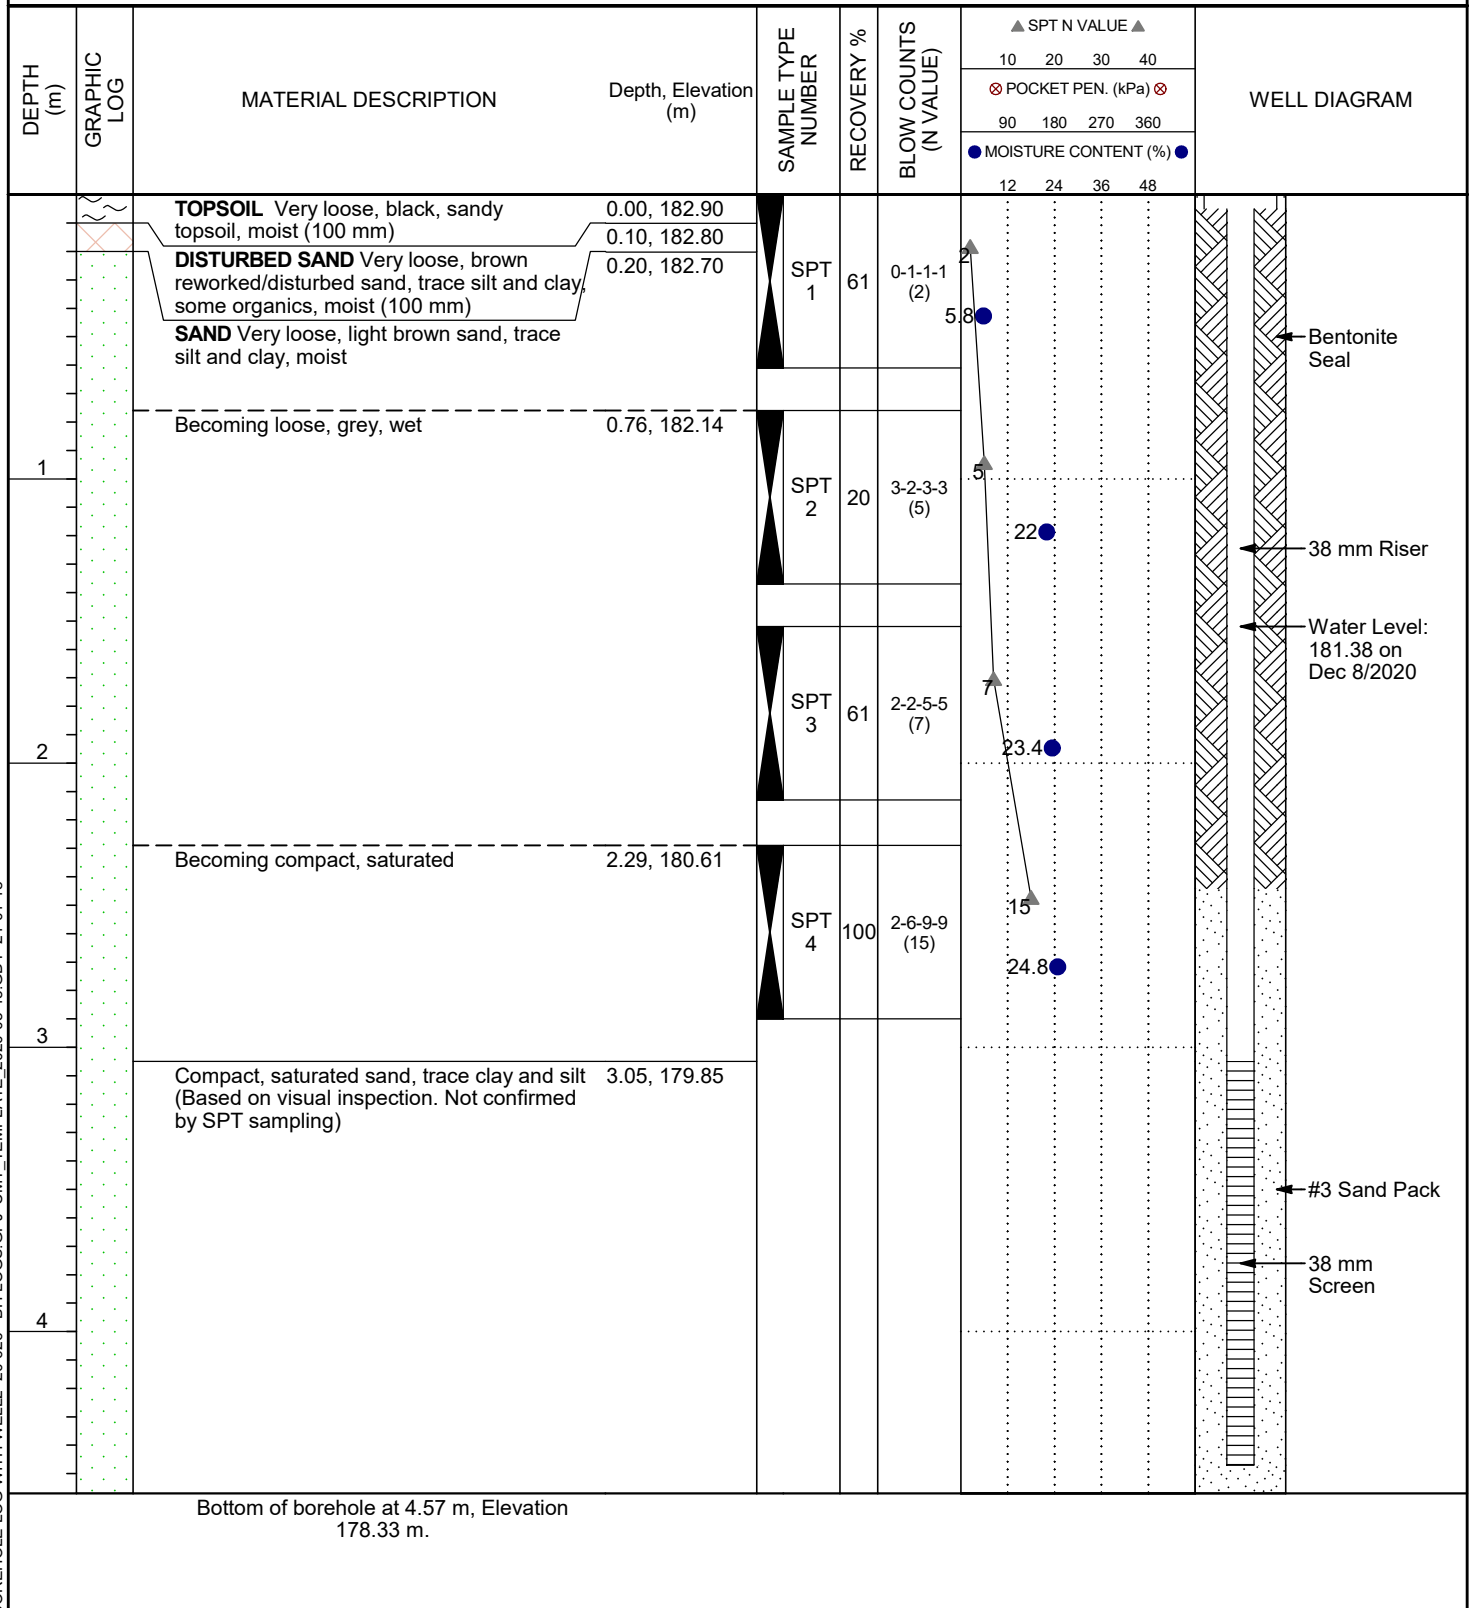 DEPTH
(m)
GRAPHIC
LOG
MATERIAL DESCRIPTION
Depth, Elevation
(m)
SAMPLE TYPE
NUMBER
RECOVERY %
BLOW COUNTS
(N VALUE)
SPT N VALUE
10 20 30 40
POCKET PEN. (kPa)
90 180 270 360
MOISTURE CONTENT (%)
12 24 36 48
WELL DIAGRAM
TOPSOIL Very loose, black, sandy
topsoil, moist (100 mm)
0.00, 182.90
0.10, 182.80
DISTURBED SAND Very loose, brown
reworked/disturbed sand, trace silt and clay,
some organics, moist (100 mm)
0.20, 182.70
SAND Very loose, light brown sand, trace
silt and clay, moist
SPT
1
61
0-1-1-1
(2)
2
5.8
Bentonite
Seal
Becoming loose, grey, wet
0.76, 182.14
1
SPT
2
20
3-2-3-3
(5)
5
22
38 mm Riser
Water Level:
181.38 on
Dec 8/2020
SPT
3
61
2-2-5-5
(7)
7
23.4
2
Becoming compact, saturated
2.29, 180.61
SPT
4
100
2-6-9-9
(15)
15
24.8
3
Compact, saturated sand, trace clay and silt
(Based on visual inspection. Not confirmed
by SPT sampling)
3.05, 179.85
#3 Sand Pack
38 mm
Screen
4
Bottom of borehole at 4.57 m, Elevation
178.33 m.